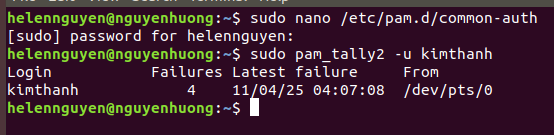 helennguyen@nguyenhuong:~$ sudo nano /etc/pam.d/common-auth
[sudo] password for helennguyen:
helennguyen@nguyenhuong:~$ sudo pam_tally2 -u kimthanh
Login           Failures Latest failure     From
kimthanh            4    11/04/25 04:07:08  /dev/pts/0
helennguyen@nguyenhuong:~$